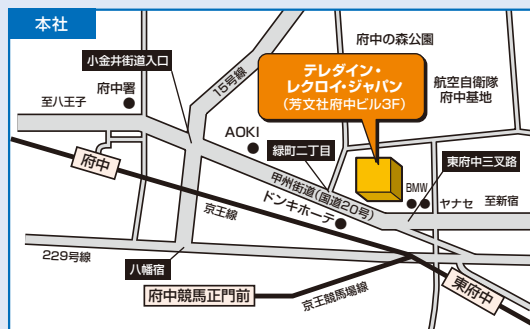 本社
府中の森公園
小金井街道入口
15号線
テレダイン・
レクロイ・ジャパン
(芳文社府中ビル3F)
航空自衛隊
府中基地
府中署
至八王子
AOKI
緑町二丁目
東府中三叉路
府中
甲州街道(国道20号)
BMW
ヤナセ
至新宿
京王線
ドンキホーテ
229号線
八幡宿
府中競馬正門前
京王競馬場線
東府中